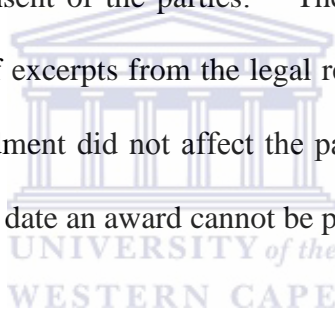 sent of the parties. The
excerpts from the legal re
ument did not affect the pa
date an award cannot be p
UNIVERSITY of the
WESTERN CAPE